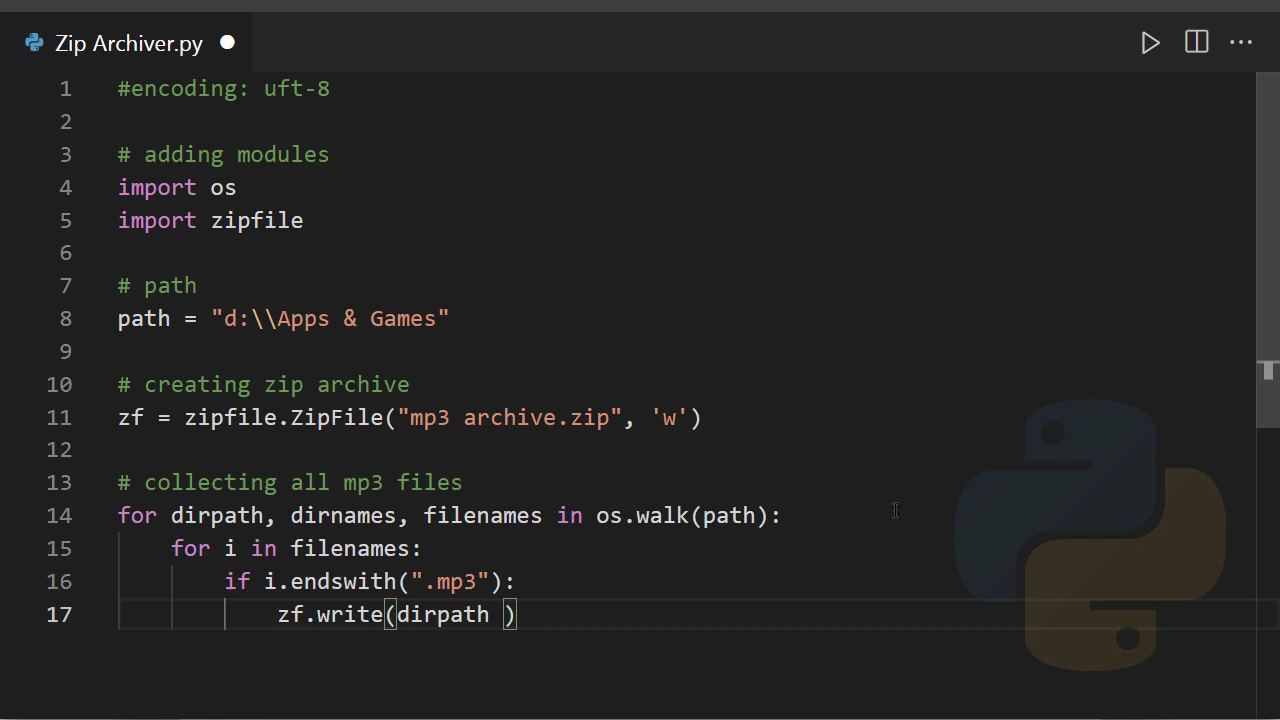 Zip Archiver.py
1 #encoding: uft-8
2
3 # adding modules
4 import os
5 import zipfile
6
7 # path
8 path = "d:\\Apps & Games"
9
10 # creating zip archive
11 zf = zipfile.ZipFile("mp3 archive.zip", 'w')
12
13 # collecting all mp3 files
14 for dirpath, dirnames, filenames in os.walk(path):
15     for i in filenames:
16         if i.endswith(".mp3"):
17             zf.write(dirpath )